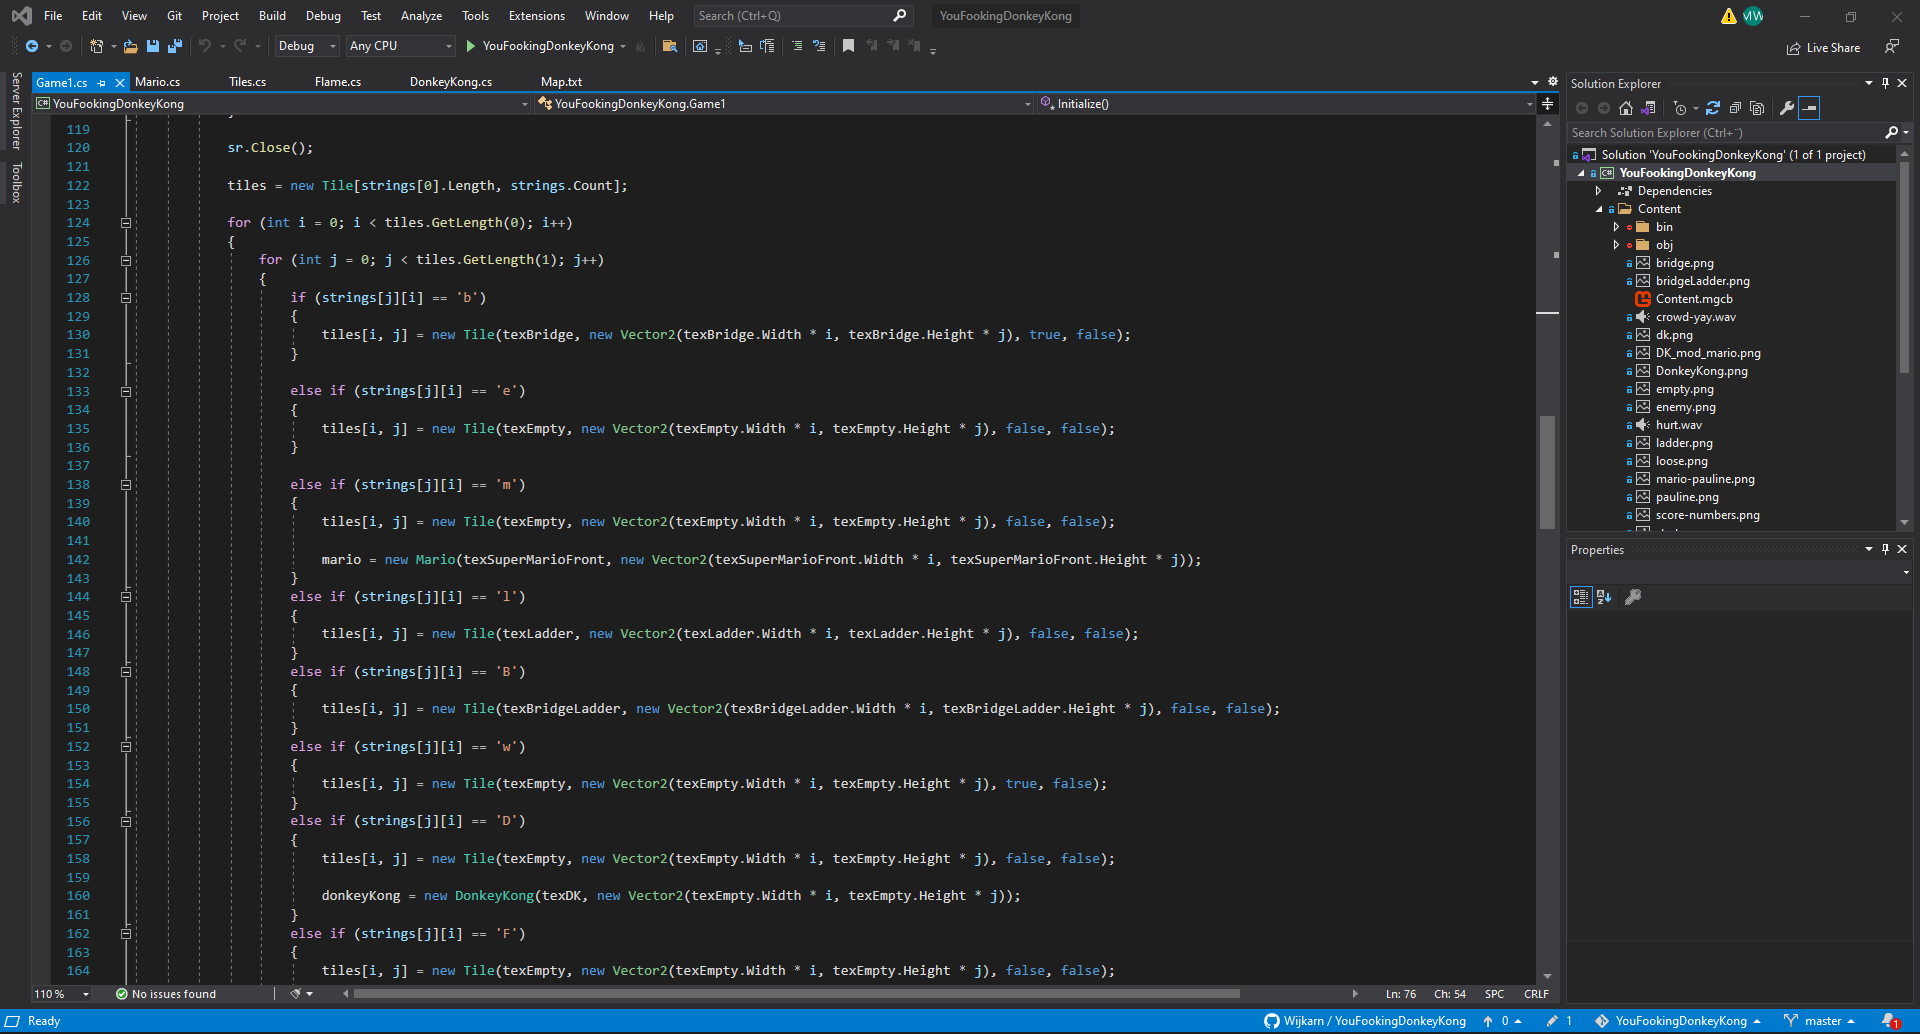 File Edit View Git Project Build Debug Test Analyze Tools Extensions Window Help Search (Ctrl+Q) YouFookingDonkeyKong
Debug Any CPU YouFookingDonkeyKong Live Share
Server Explorer
Toolbox
Game1.cs Mario.cs Tiles.cs Flame.cs DonkeyKong.cs Map.txt
YouFookingDonkeyKong YouFookingDonkeyKong.Game1 Initialize()
119
120 sr.Close();
121
122 tiles = new Tile[strings[0].Length, strings.Count];
123
124 for (int i = 0; i < tiles.GetLength(0); i++)
125 {
126 for (int j = 0; j < tiles.GetLength(1); j++)
127 {
128 if (strings[j][i] == 'b')
129 {
130 tiles[i, j] = new Tile(texBridge, new Vector2(texBridge.Width * i, texBridge.Height * j), true, false);
131 }
132
133 else if (strings[j][i] == 'e')
134 {
135 tiles[i, j] = new Tile(texEmpty, new Vector2(texEmpty.Width * i, texEmpty.Height * j), false, false);
136 }
137
138 else if (strings[j][i] == 'm')
139 {
140 tiles[i, j] = new Tile(texEmpty, new Vector2(texEmpty.Width * i, texEmpty.Height * j), false, false);
141
142 mario = new Mario(texSuperMarioFront, new Vector2(texSuperMarioFront.Width * i, texSuperMarioFront.Height * j));
143 }
144 else if (strings[j][i] == 'l')
145 {
146 tiles[i, j] = new Tile(texLadder, new Vector2(texLadder.Width * i, texLadder.Height * j), false, false);
147 }
148 else if (strings[j][i] == 'B')
149 {
150 tiles[i, j] = new Tile(texBridgeLadder, new Vector2(texBridgeLadder.Width * i, texBridgeLadder.Height * j), false, false);
151 }
152 else if (strings[j][i] == 'w')
153 {
154 tiles[i, j] = new Tile(texEmpty, new Vector2(texEmpty.Width * i, texEmpty.Height * j), true, false);
155 }
156 else if (strings[j][i] == 'D')
157 {
158 tiles[i, j] = new Tile(texEmpty, new Vector2(texEmpty.Width * i, texEmpty.Height * j), false, false);
159
160 donkeyKong = new DonkeyKong(texDK, new Vector2(texEmpty.Width * i, texEmpty.Height * j));
161 }
162 else if (strings[j][i] == 'F')
163 {
164 tiles[i, j] = new Tile(texEmpty, new Vector2(texEmpty.Width * i, texEmpty.Height * j), false, false);
110 % No issues found Ln: 76 Ch: 54 SPC CRLF
Solution Explorer
Search Solution Explorer (Ctrl+¨)
Solution 'YouFookingDonkeyKong' (1 of 1 project)
C# YouFookingDonkeyKong
Dependencies
Content
bin
obj
bridge.png
bridgeLadder.png
Content.mgcb
crowd-yay.wav
dk.png
DK_mod_mario.png
DonkeyKong.png
empty.png
enemy.png
hurt.wav
ladder.png
loose.png
mario-pauline.png
pauline.png
score-numbers.png
Properties
Ready Wijkarn / YouFookingDonkeyKong 0 1 YouFookingDonkeyKong master 1